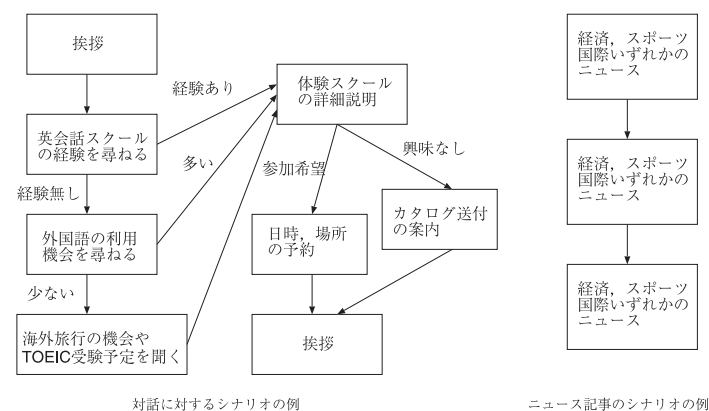 挨拶
英会話スクール
の経験を尋ねる
経験無し
外国語の利用
機会を尋ねる
少ない
海外旅行の機会や
TOEIC受験予定を聞く
経験あり
多い
体験スクール
の詳細説明
参加希望
興味なし
日時，場所
の予約
カタログ送付
の案内
挨拶
対話に対するシナリオの例
経済，スポーツ
国際いずれかの
ニュース
経済，スポーツ
国際いずれかの
ニュース
経済，スポーツ
国際いずれかの
ニュース
ニュース記事のシナリオの例